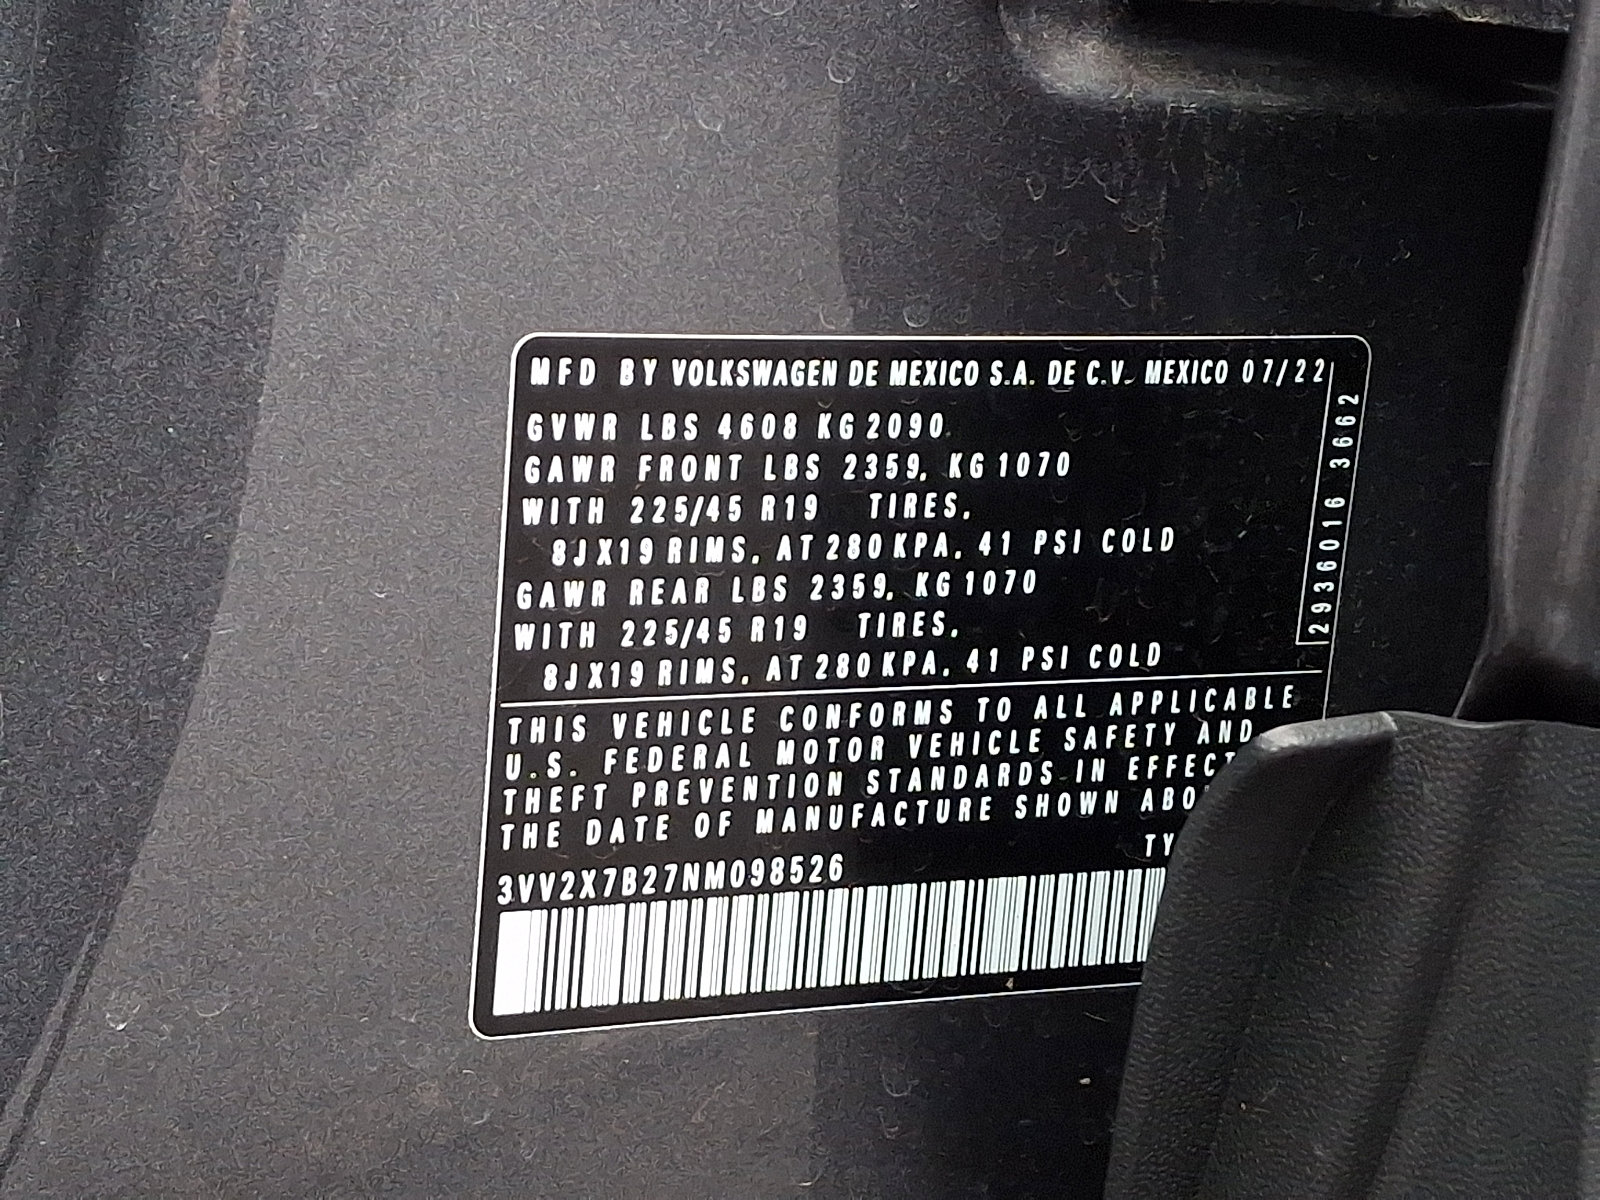 MFD BY VOLKSWAGEN DE MEXICO S.A. DE C.V. MEXICO 07/22
GVWR LBS 4608 KG 2090
GAWR FRONT LBS 2359, KG 1070
WITH 225/45 R19 TIRES,
8JX19 RIMS, AT 280 KPA, 41 PSI COLD
GAWR REAR LBS 2359, KG 1070
WITH 225/45 R19 TIRES,
8JX19 RIMS, AT 280 KPA, 41 PSI COLD
2936016 3662
THIS VEHICLE CONFORMS TO ALL APPLICABLE
U.S. FEDERAL MOTOR VEHICLE SAFETY AND
THEFT PREVENTION STANDARDS IN EFFECT
THE DATE OF MANUFACTURE SHOWN
3VV2X7B27NM098526